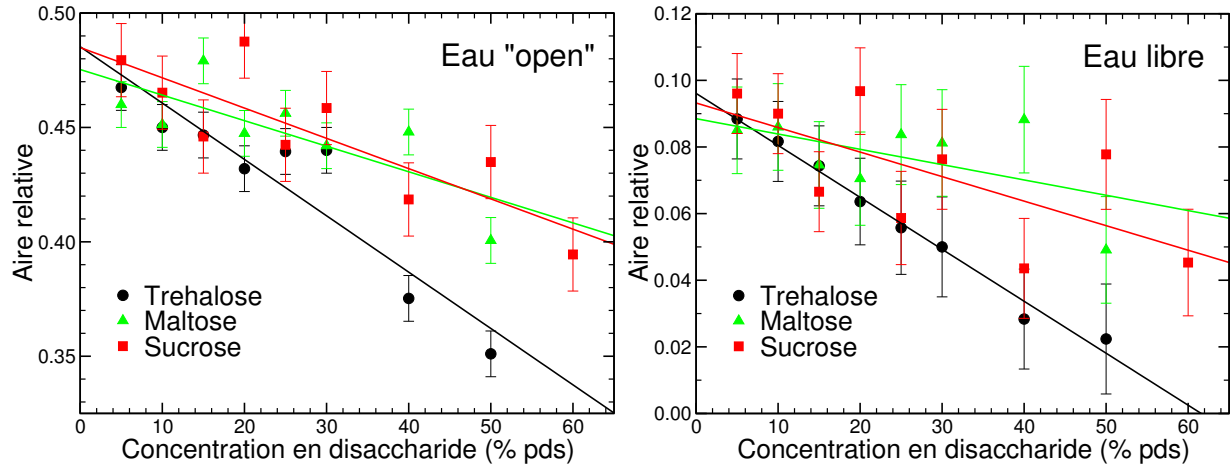 Eau "open"
Aire relative
0.50
0.45
0.40
0.35
Trehalose
Maltose
Sucrose
0 10 20 30 40 50 60
Concentration en disaccharide (% pds)
Eau libre
Aire relative
0.12
0.10
0.08
0.06
0.04
0.02
0.00
Trehalose
Maltose
Sucrose
0 10 20 30 40 50 60
Concentration en disaccharide (% pds)